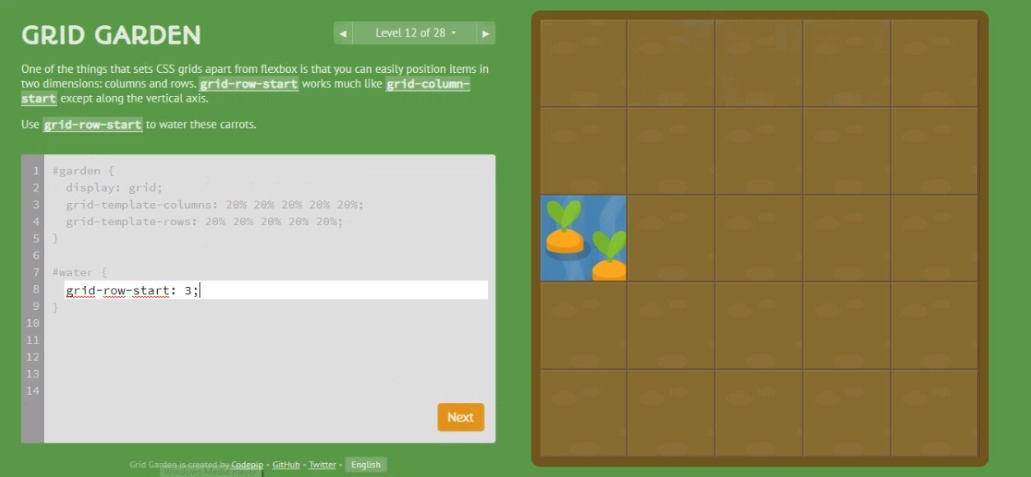 GRID GARDEN
◀ Level 12 of 28 ▾ ▶
One of the things that sets CSS grids apart from flexbox is that you can easily position items in
two dimensions: columns and rows. grid-row-start works much like grid-column-
start except along the vertical axis.
Use grid-row-start to water these carrots.
1 #garden {
2 display: grid;
3 grid-template-columns: 20% 20% 20% 20% 20%;
4 grid-template-rows: 20% 20% 20% 20% 20%;
5 }
6
7 #water {
8 grid-row-start: 3;
9 }
10
11
12
13
14
Next
Grid Garden is created by Codepip • GitHub • Twitter • English